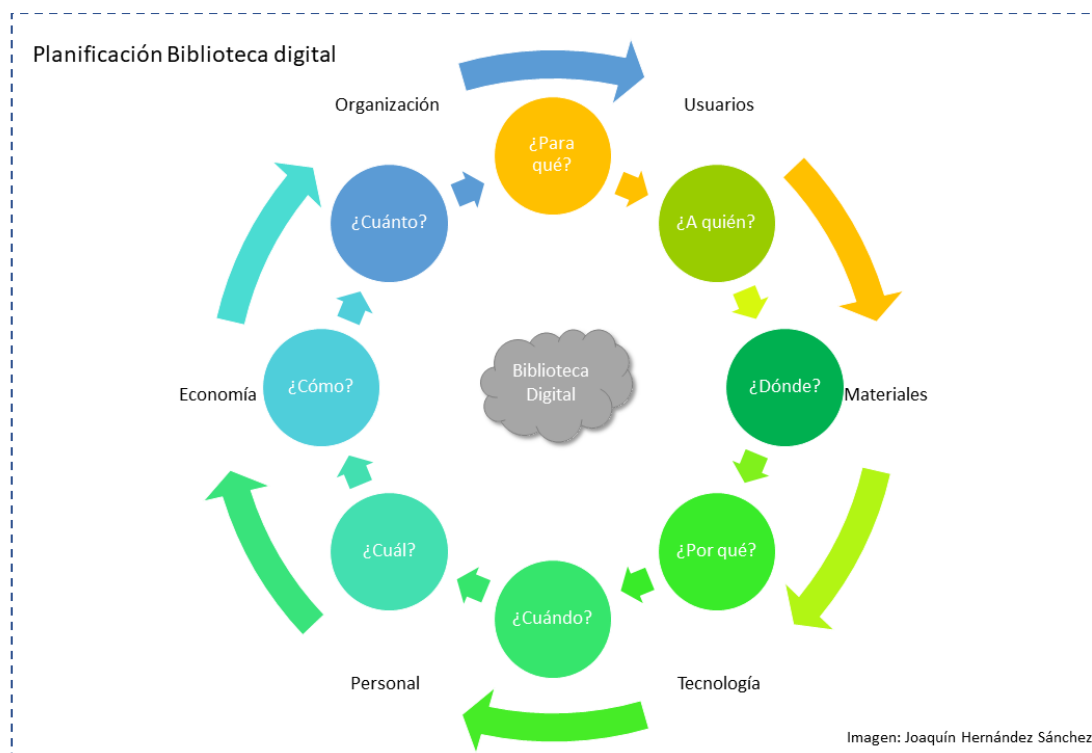 Planificación Biblioteca digital
Organización
Usuarios
¿Para
qué?
¿Cuánto?
¿A quién?
Economía
¿Cómo?
Biblioteca
Digital
¿Dónde?
Materiales
¿Cuál?
¿Por qué?
¿Cuándo?
Personal
Tecnología
Imagen: Joaquín Hernández Sánchez